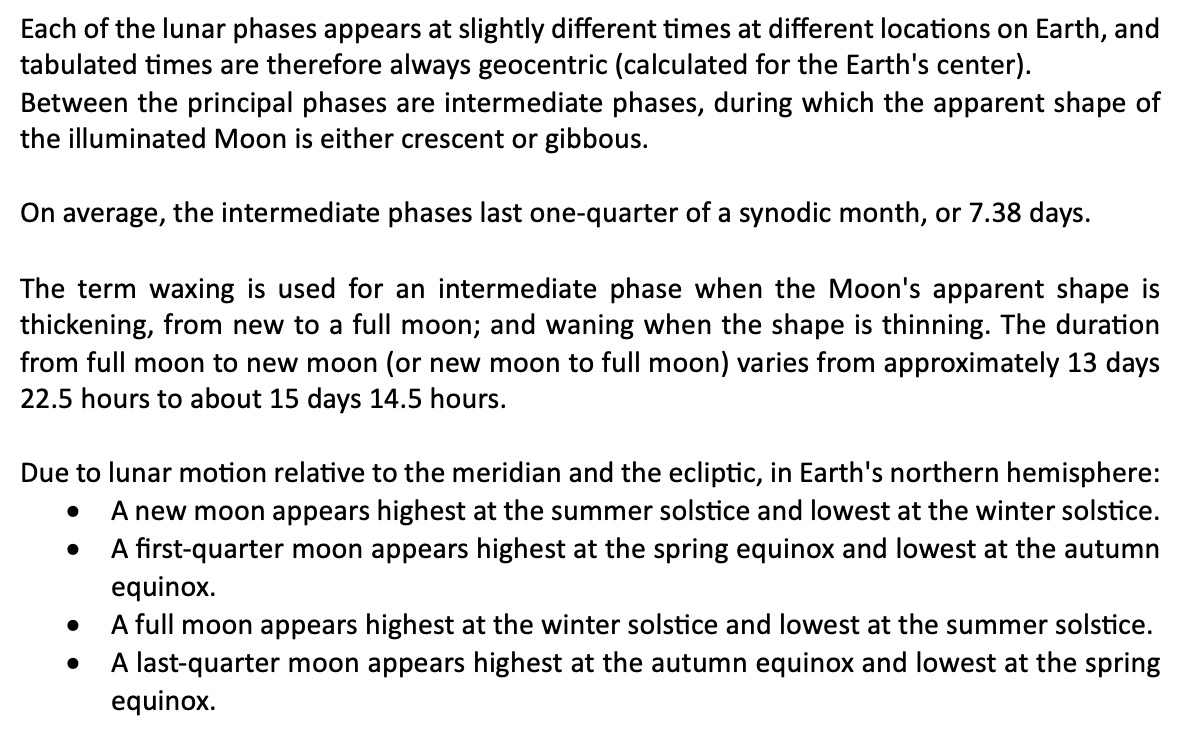 Each of the lunar phases appears at slightly different times at different locations on Earth, and
tabulated times are therefore always geocentric (calculated for the Earth's center).
Between the principal phases are intermediate phases, during which the apparent shape of
the illuminated Moon is either crescent or gibbous.
On average, the intermediate phases last one-quarter of a synodic month, or 7.38 days.
The term waxing is used for an intermediate phase when the Moon's apparent shape is
thickening, from new to a full moon; and waning when the shape is thinning. The duration
from full moon to new moon (or new moon to full moon) varies from approximately 13 days
22.5 hours to about 15 days 14.5 hours.
Due to lunar motion relative to the meridian and the ecliptic, in Earth's northern hemisphere:
• A new moon appears highest at the summer solstice and lowest at the winter solstice.
• A first-quarter moon appears highest at the spring equinox and lowest at the autumn
equinox.
• A full moon appears highest at the winter solstice and lowest at the summer solstice.
• A last-quarter moon appears highest at the autumn equinox and lowest at the spring
equinox.